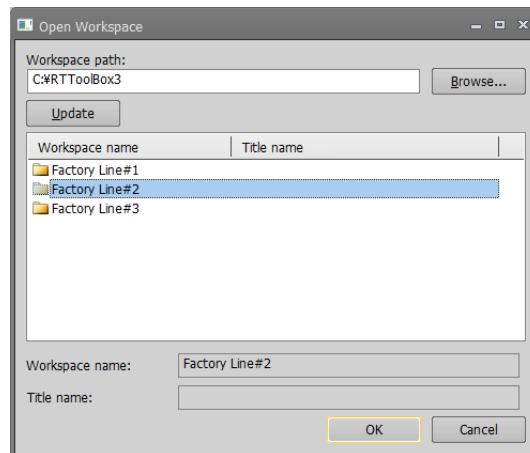 Open Workspace
Workspace path:
C:¥RTToolBox3
Browse...
Update
Workspace name
Title name
Factory Line#1
Factory Line#2
Factory Line#3
Workspace name:
Factory Line#2
Title name:
OK
Cancel